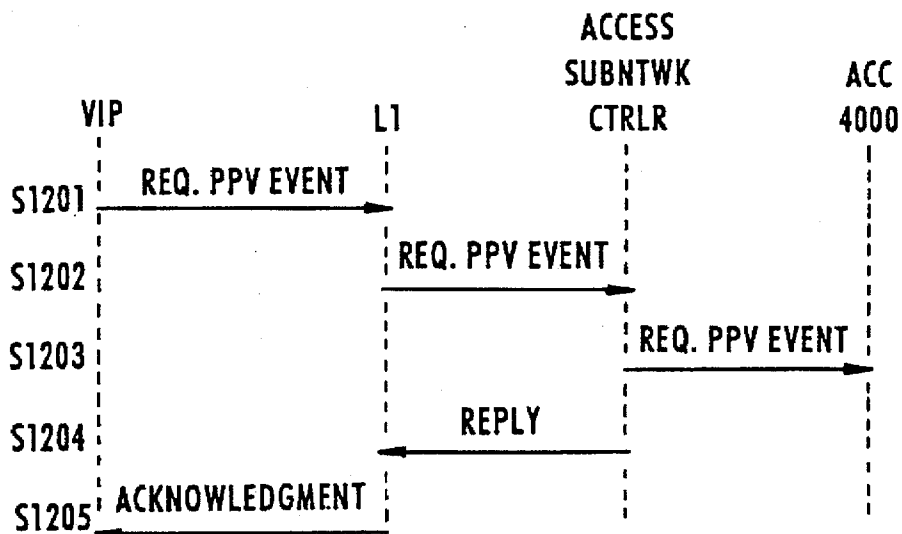 ACCESS
SUBNTWK
CTRLR
ACC
4000
VIP
L1
S1201
REQ. PPV EVENT
S1202
REQ. PPV EVENT
S1203
REQ. PPV EVENT
S1204
REPLY
S1205
ACKNOWLEDGMENT